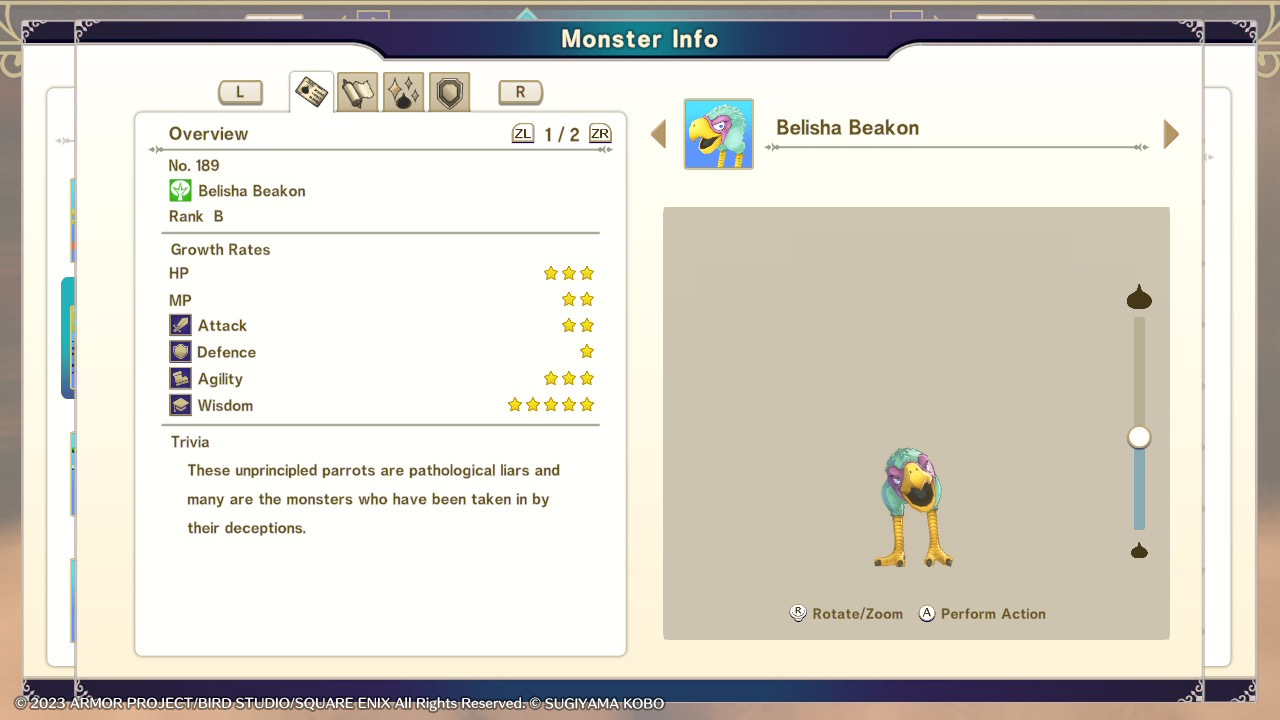 Monster Info
L
R
Overview
ZL 1 / 2 ZR
No. 189
Belisha Beakon
Rank B
Growth Rates
HP
MP
Attack
Defence
Agility
Wisdom
Trivia
These unprincipled parrots are pathological liars and
many are the monsters who have been taken in by
their deceptions.
Belisha Beakon
R Rotate/Zoom A Perform Action
© 2023 ARMOR PROJECT/BIRD STUDIO/SQUARE ENIX All Rights Reserved. © SUGIYAMA KOBO